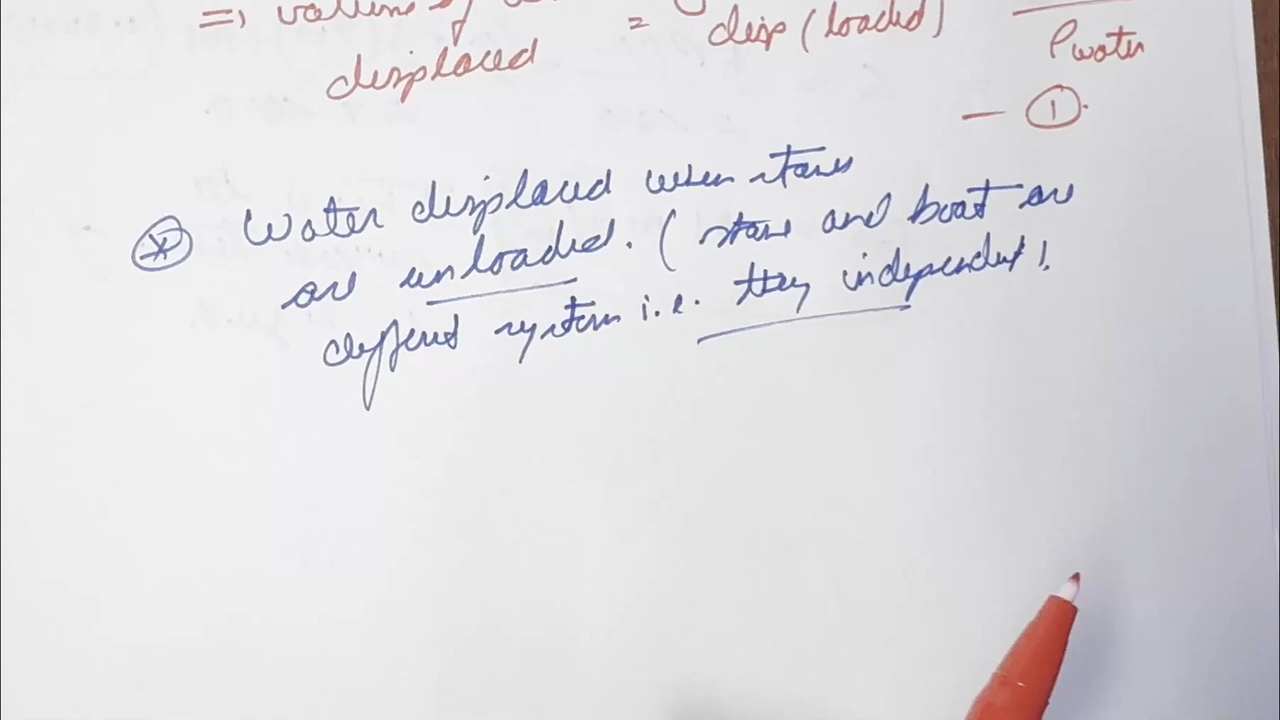 => volume of
displaced = disp (loaded) ρwater
— ①.
⊛ Water displaced when stones
are unloaded. ( stone and boat are
different system i.e. they independent ).